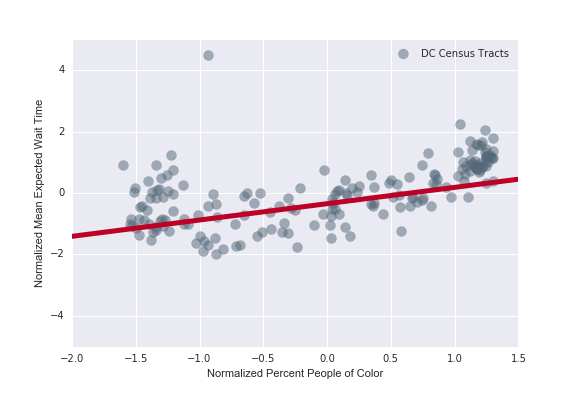 DC Census Tracts
4
2
0
−2
−4
Normalized Mean Expected Wait Time
−2.0 −1.5 −1.0 −0.5 0.0 0.5 1.0 1.5
Normalized Percent People of Color